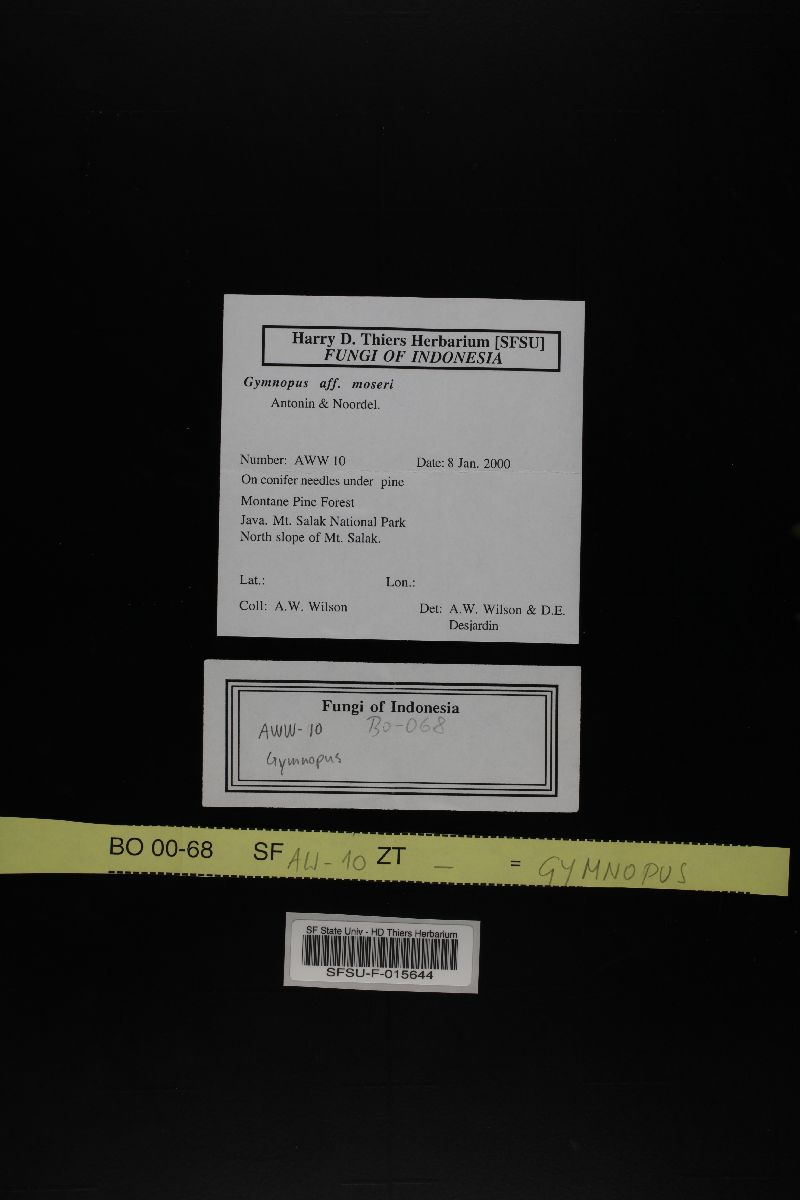 Harry D. Thiers Herbarium [SFSU]
FUNGI OF INDONESIA
Gymnopus aff. moseri
Antonin & Noordel.
Number: AWW 10 Date: 8 Jan. 2000
On conifer needles under pine
Montane Pine Forest
Java. Mt. Salak National Park
North slope of Mt. Salak.
Lat.: Lon.:
Coll: A.W. Wilson Det: A.W. Wilson & D.E.
Desjardin
Fungi of Indonesia
AWW-10 BO-068
Gymnopus
BO 00-68 SF AW-10 ZT — = GYMNOPUS
SF State Univ - HD Thiers Herbarium
SFSU-F-015644